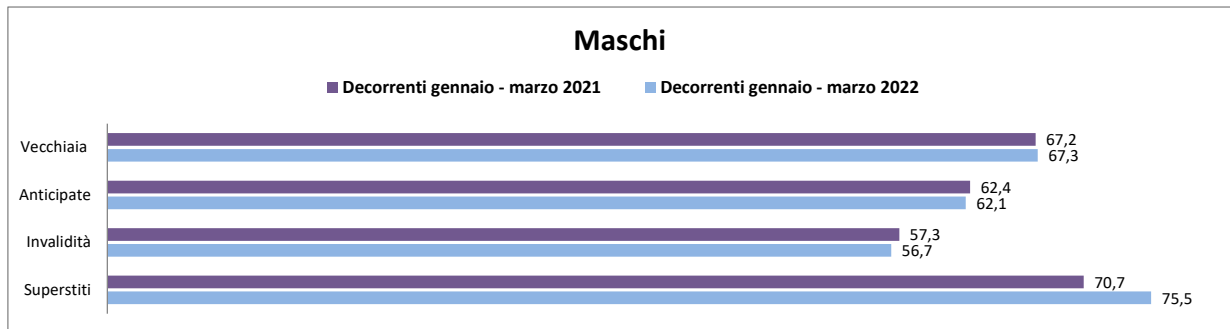 Maschi
Decorrenti gennaio - marzo 2021 Decorrenti gennaio - marzo 2022
Vecchiaia 67,2
67,3
Anticipate 62,4
62,1
Invalidità 57,3
56,7
Superstiti 70,7
75,5